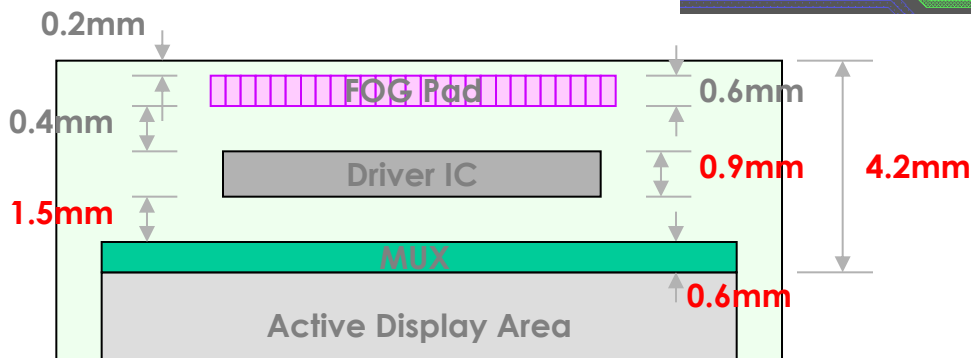 0.2mm
FOG Pad
0.6mm
0.4mm
Driver IC
0.9mm
4.2mm
1.5mm
MUX
0.6mm
Active Display Area